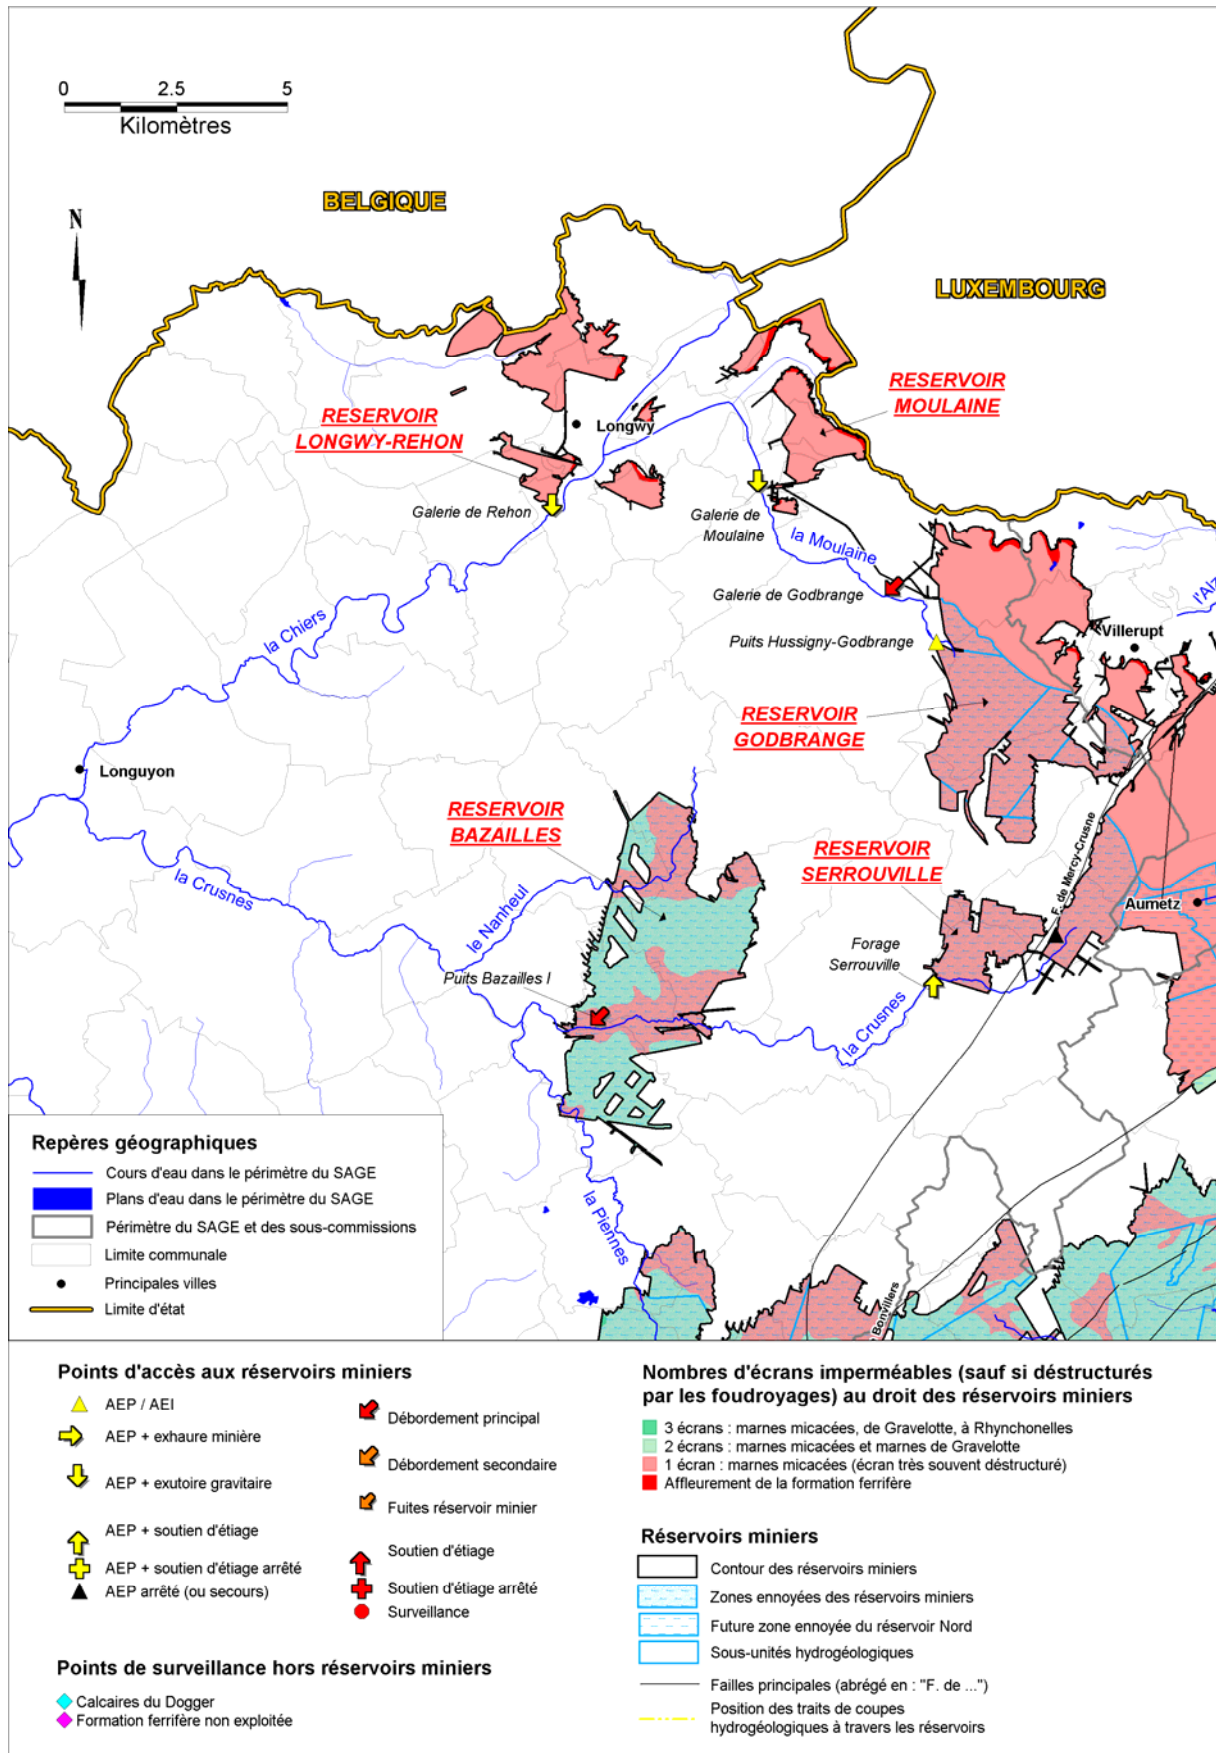 0 2.5 5
Kilomètres
BELGIQUE
N
LUXEMBOURG
RESERVOIR
MOULAINE
RESERVOIR
LONGWY-REHON
Longwy
Galerie de Rehon
Galerie de
Moulaine
la Moulaine
Galerie de Godbrange
l'Alz
Villerupt
Puits Hussigny-Godbrange
la Chiers
RESERVOIR
GODBRANGE
Longuyon
RESERVOIR
BAZAILLES
RESERVOIR
SERROUVILLE
F. de Mercy-Crusne
Aumetz
la Crusnes
le Nanheul
Forage
Serrouville
Puits Bazailles I
la Crusnes
la Piennes
Bonvillers
Repères géographiques
Cours d'eau dans le périmètre du SAGE
Plans d'eau dans le périmètre du SAGE
Périmètre du SAGE et des sous-commissions
Limite communale
Principales villes
Limite d'état
Points d'accès aux réservoirs miniers
AEP / AEI
AEP + exhaure minière
AEP + exutoire gravitaire
AEP + soutien d'étiage
AEP + soutien d'étiage arrêté
AEP arrêté (ou secours)
Débordement principal
Débordement secondaire
Fuites réservoir minier
Soutien d'étiage
Soutien d'étiage arrêté
Surveillance
Points de surveillance hors réservoirs miniers
Calcaires du Dogger
Formation ferrifère non exploitée
Nombres d'écrans imperméables (sauf si déstructurés
par les foudroyages) au droit des réservoirs miniers
3 écrans : marnes micacées, de Gravelotte, à Rhynchonelles
2 écrans : marnes micacées et marnes de Gravelotte
1 écran : marnes micacées (écran très souvent déstructuré)
Affleurement de la formation ferrifère
Réservoirs miniers
Contour des réservoirs miniers
Zones ennoyées des réservoirs miniers
Future zone ennoyée du réservoir Nord
Sous-unités hydrogéologiques
Failles principales (abrégé en : "F. de ...")
Position des traits de coupes
hydrogéologiques à travers les réservoirs